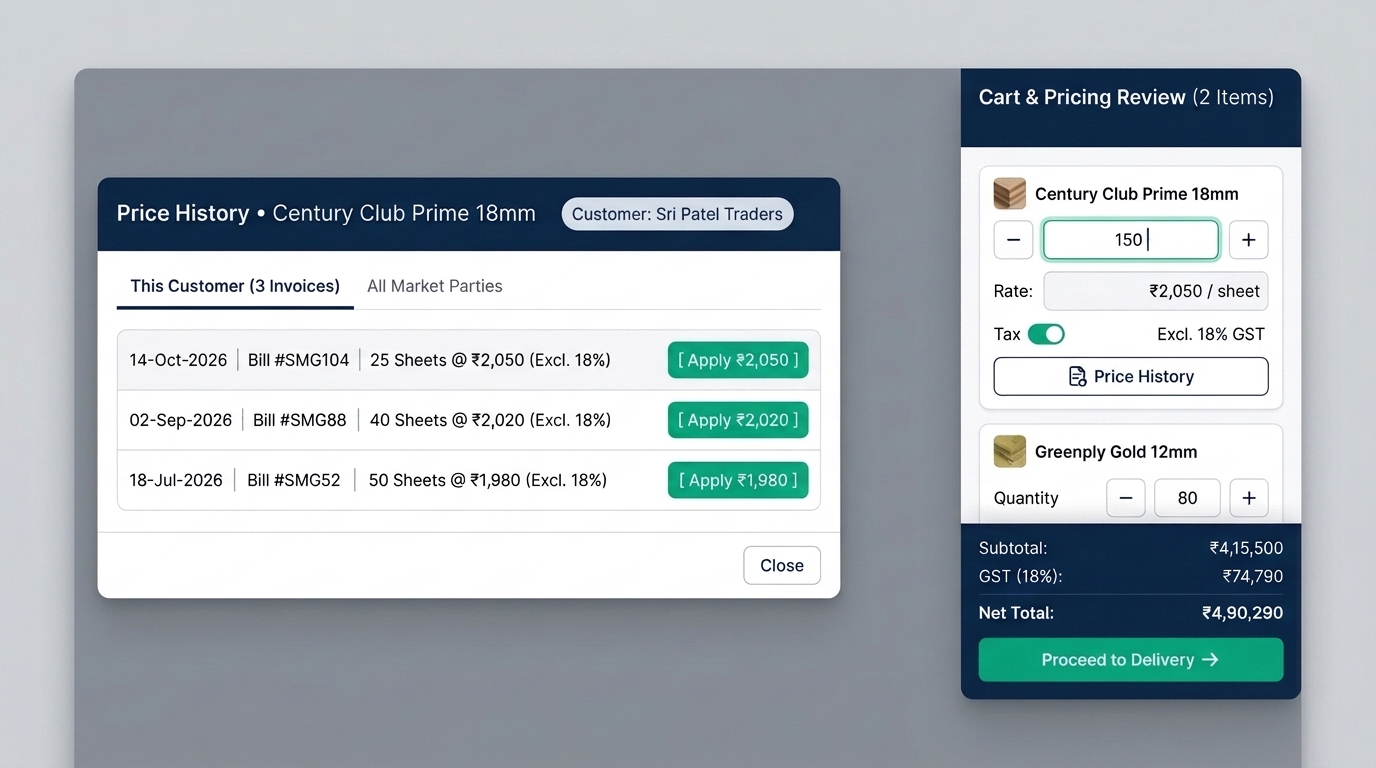 Price History • Century Club Prime 18mm
Customer: Sri Patel Traders
This Customer (3 Invoices)
All Market Parties
14-Oct-2026 | Bill #SMG104 | 25 Sheets @ ₹2,050 (Excl. 18%)
[ Apply ₹2,050 ]
02-Sep-2026 | Bill #SMG88 | 40 Sheets @ ₹2,020 (Excl. 18%)
[ Apply ₹2,020 ]
18-Jul-2026 | Bill #SMG52 | 50 Sheets @ ₹1,980 (Excl. 18%)
[ Apply ₹1,980 ]
Close
Cart & Pricing Review (2 Items)
Century Club Prime 18mm
− 150 +
Rate: ₹2,050 / sheet
Tax Excl. 18% GST
Price History
Greenply Gold 12mm
Quantity − 80 +
Subtotal: ₹4,15,500
GST (18%): ₹74,790
Net Total: ₹4,90,290
Proceed to Delivery →